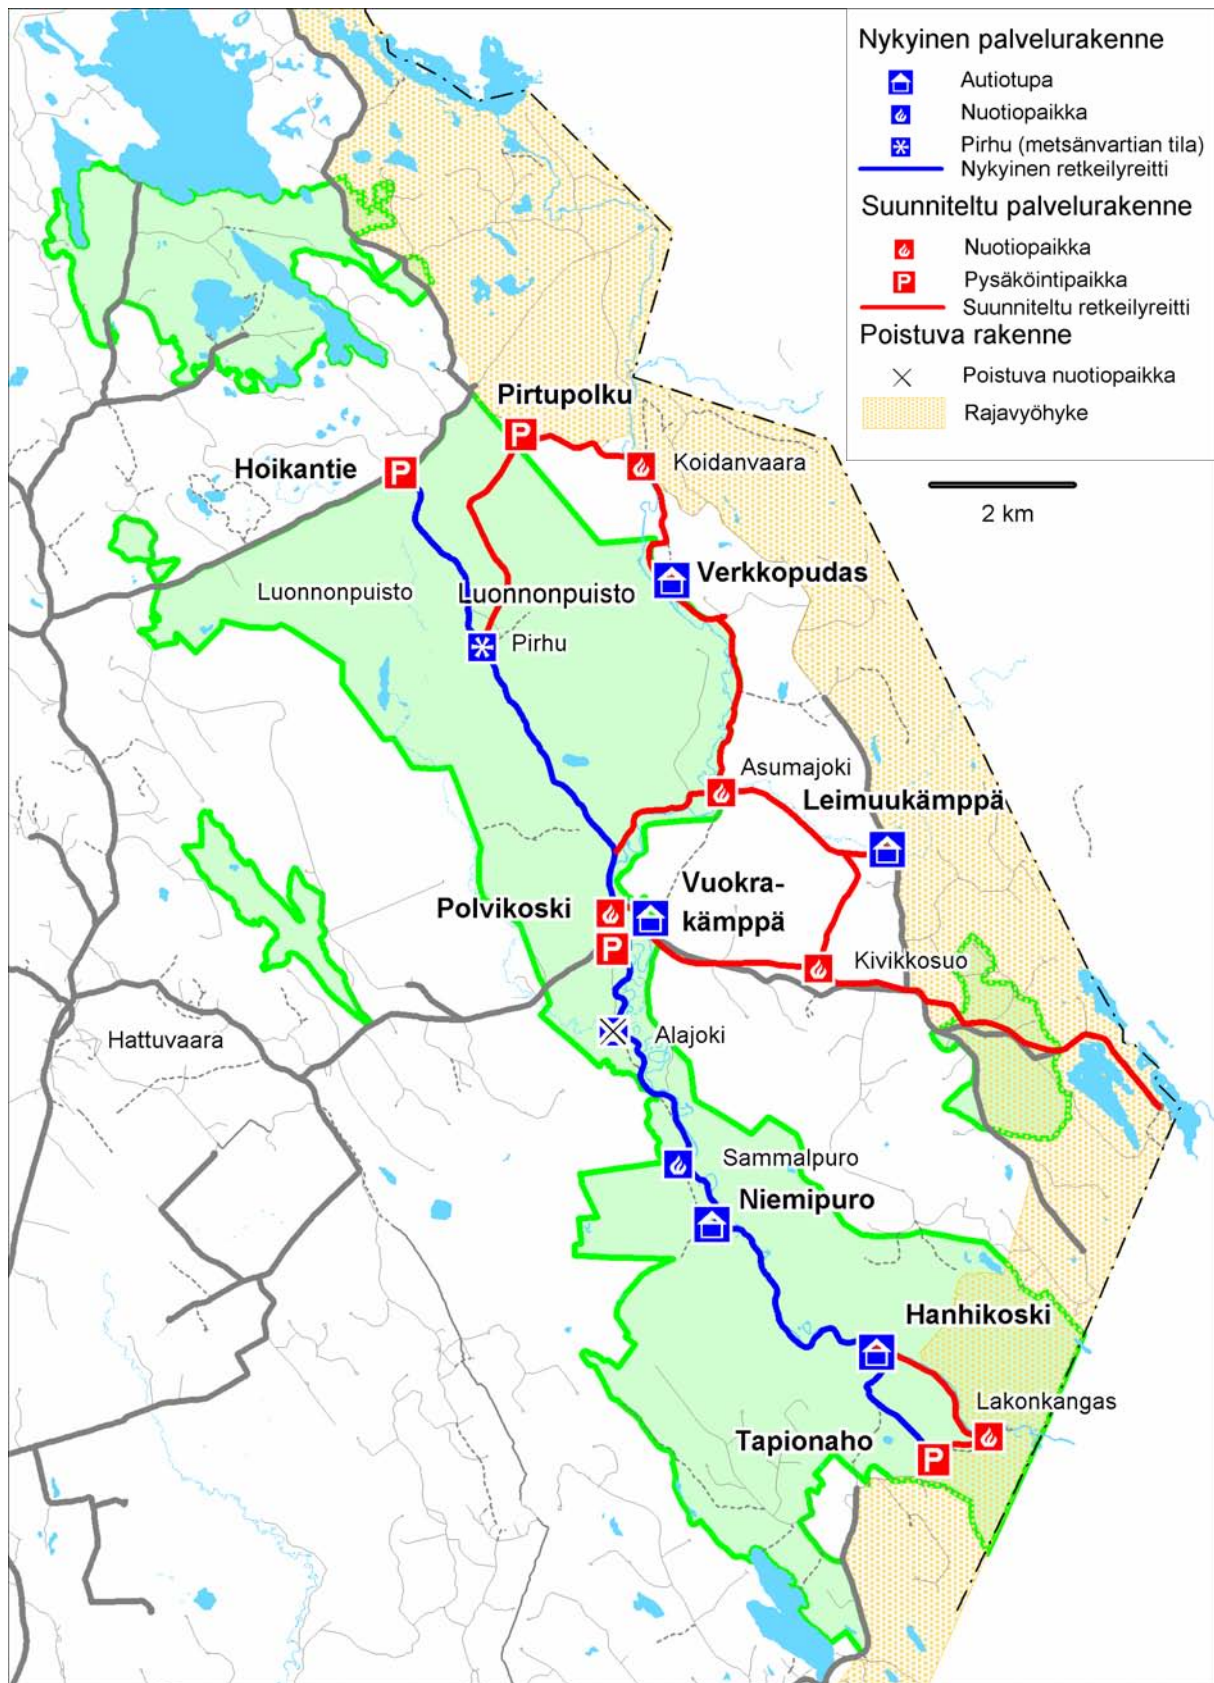 Nykyinen palvelurakenne
Autiotupa
Nuotiopaikka
Pirhu (metsänvartian tila)
Nykyinen retkeilyreitti
Suunniteltu palvelurakenne
Nuotiopaikka
P Pysäköintipaikka
Suunniteltu retkeilyreitti
Poistuva rakenne
Poistuva nuotiopaikka
Rajavyöhyke
2 km
Pirtupolku
P
Hoikantie P
Koidanvaara
Verkkopudas
Luonnonpuisto
Luonnonpuisto
Pirhu
Asumajoki
Leimuukämppä
Polvikoski
P
Vuokra-
kämppä
Kivikkosuo
Alajoki
Hattuvaara
Sammalpuro
Niemipuro
Hanhikoski
Lakonkangas
Tapionaho
P